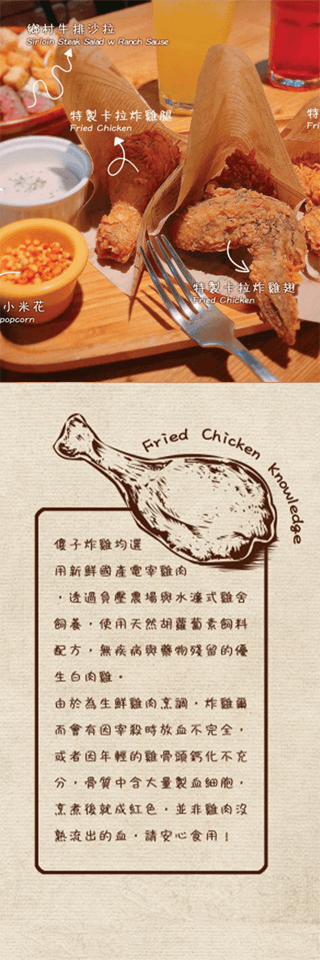 鄉村牛排沙拉
Sirloin Steak Salad w Ranch Sause
特製卡拉炸雞腿
Fried Chicken
特
Fri
特製卡拉炸雞翅
Fried Chicken
小米花
popcorn
Fried Chicken Knowledge
傻子炸雞均選
用新鮮國產電宰雞肉
，透過負壓農場與水濂式雞舍
飼養，使用天然胡蘿蔔素飼料
配方，無疾病與藥物殘留的優
生白肉雞。
由於為生鮮雞肉烹調，炸雞爾
而會有因宰殺時放血不完全，
或者因年輕的雞骨頭鈣化不充
分，骨質中含大量製血細胞，
烹煮後就成紅色，並非雞肉沒
熟流出的血，請安心食用！